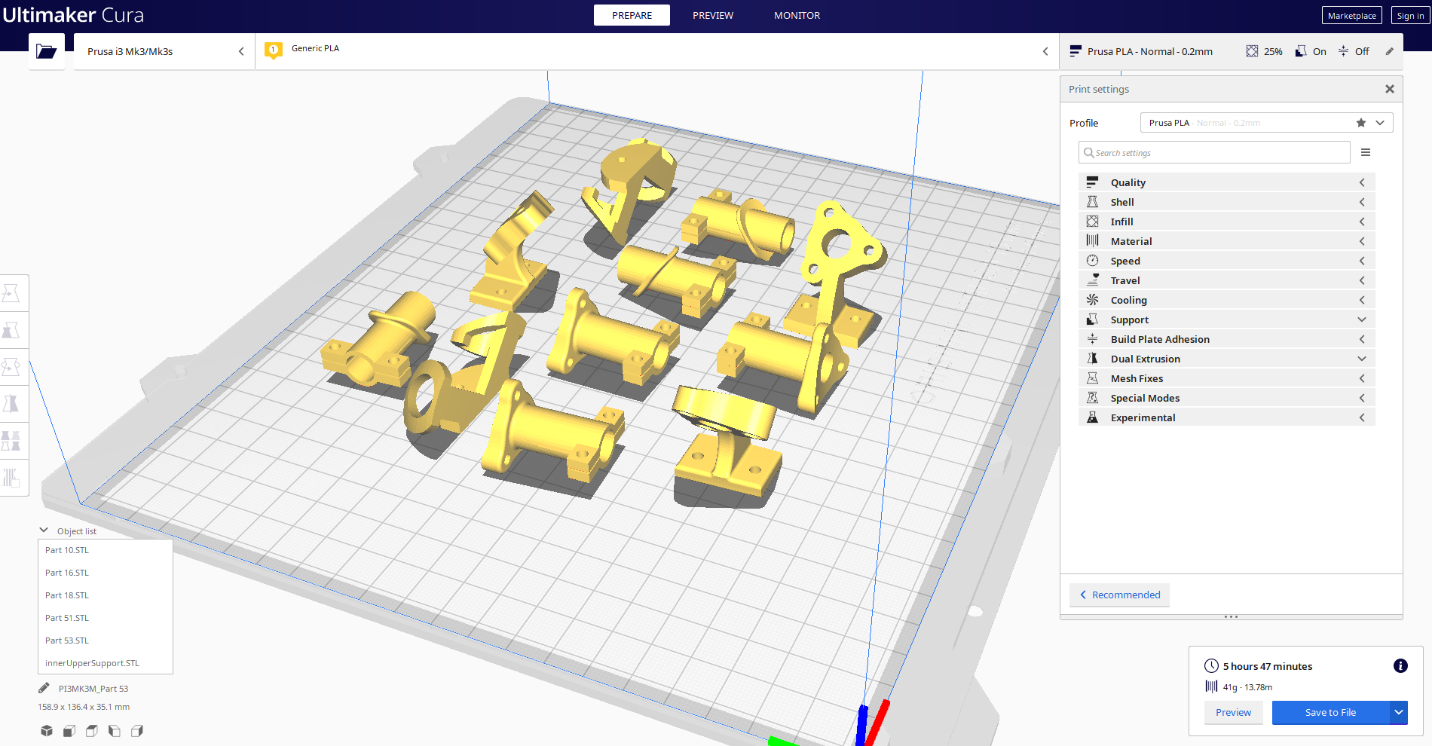 Ultimaker Cura
PREPARE
PREVIEW
MONITOR
Marketplace
Sign in
Prusa i3 Mk3/Mk3s
1
Generic PLA
Prusa PLA - Normal - 0.2mm
25%
On
Off
Print settings
Profile
Prusa PLA - Normal - 0.2mm
Search settings
Quality
Shell
Infill
Material
Speed
Travel
Cooling
Support
Build Plate Adhesion
Dual Extrusion
Mesh Fixes
Special Modes
Experimental
Recommended
Object list
Part 10.STL
Part 16.STL
Part 18.STL
Part 51.STL
Part 53.STL
innerUpperSupport.STL
PI3MK3M_Part 53
158.9 x 136.4 x 35.1 mm
5 hours 47 minutes
41g · 13.78m
Preview
Save to File